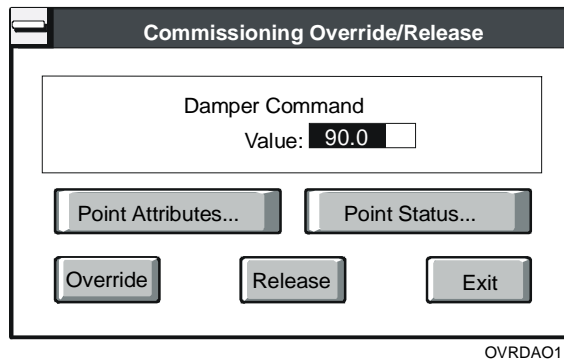 Commissioning Override/Release
Damper Command
Value: 90.0
Point Attributes... Point Status...
Override Release Exit
OVRDAO1